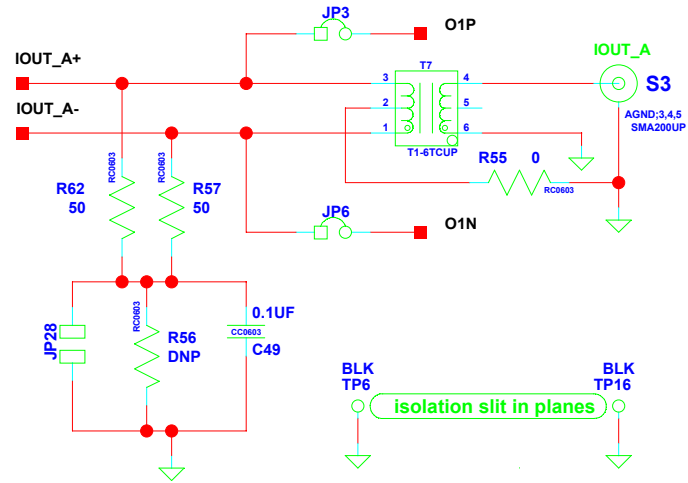 JP3
O1P
IOUT_A+
T7
IOUT_A
3
4
S3
IOUT_A-
2
5
AGND;3,4,5
SMA200UP
1
6
T1-6TCUP
R55 0
RC0603
RC0603
RC0603
R62
50
R57
50
JP6
O1N
0.1UF
RC0603
CC0603
JP28
R56
DNP
C49
BLK
TP6
BLK
TP16
isolation slit in planes